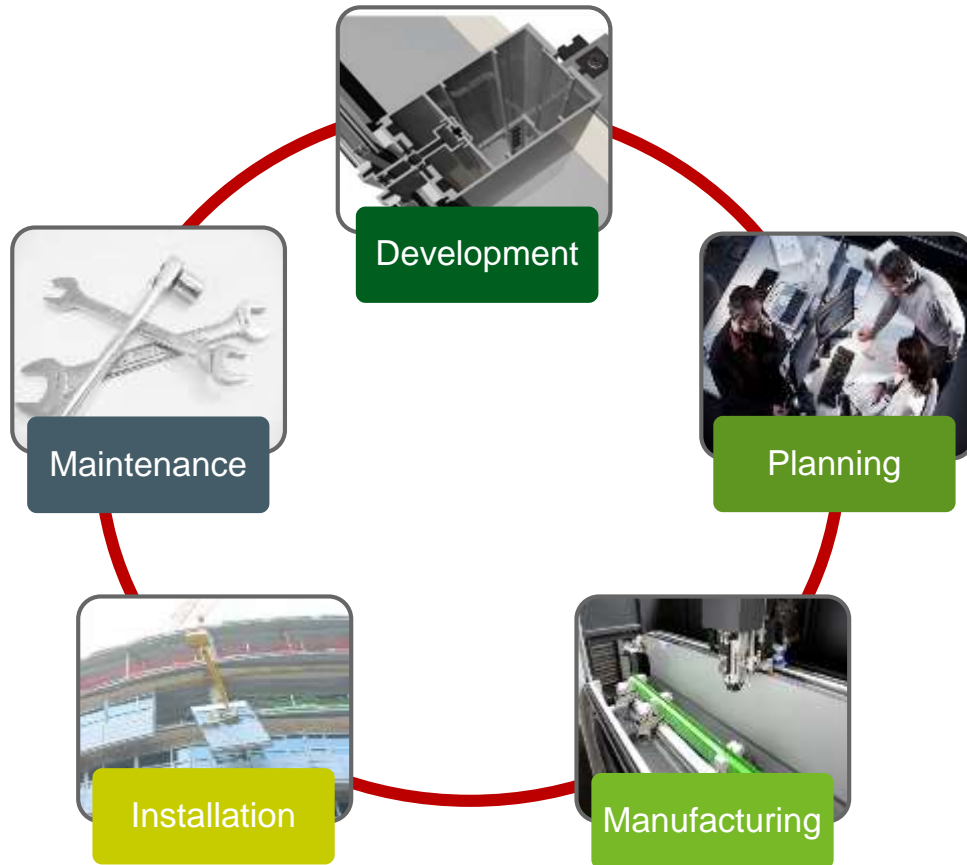 Development
Planning
Manufacturing
Installation
Maintenance